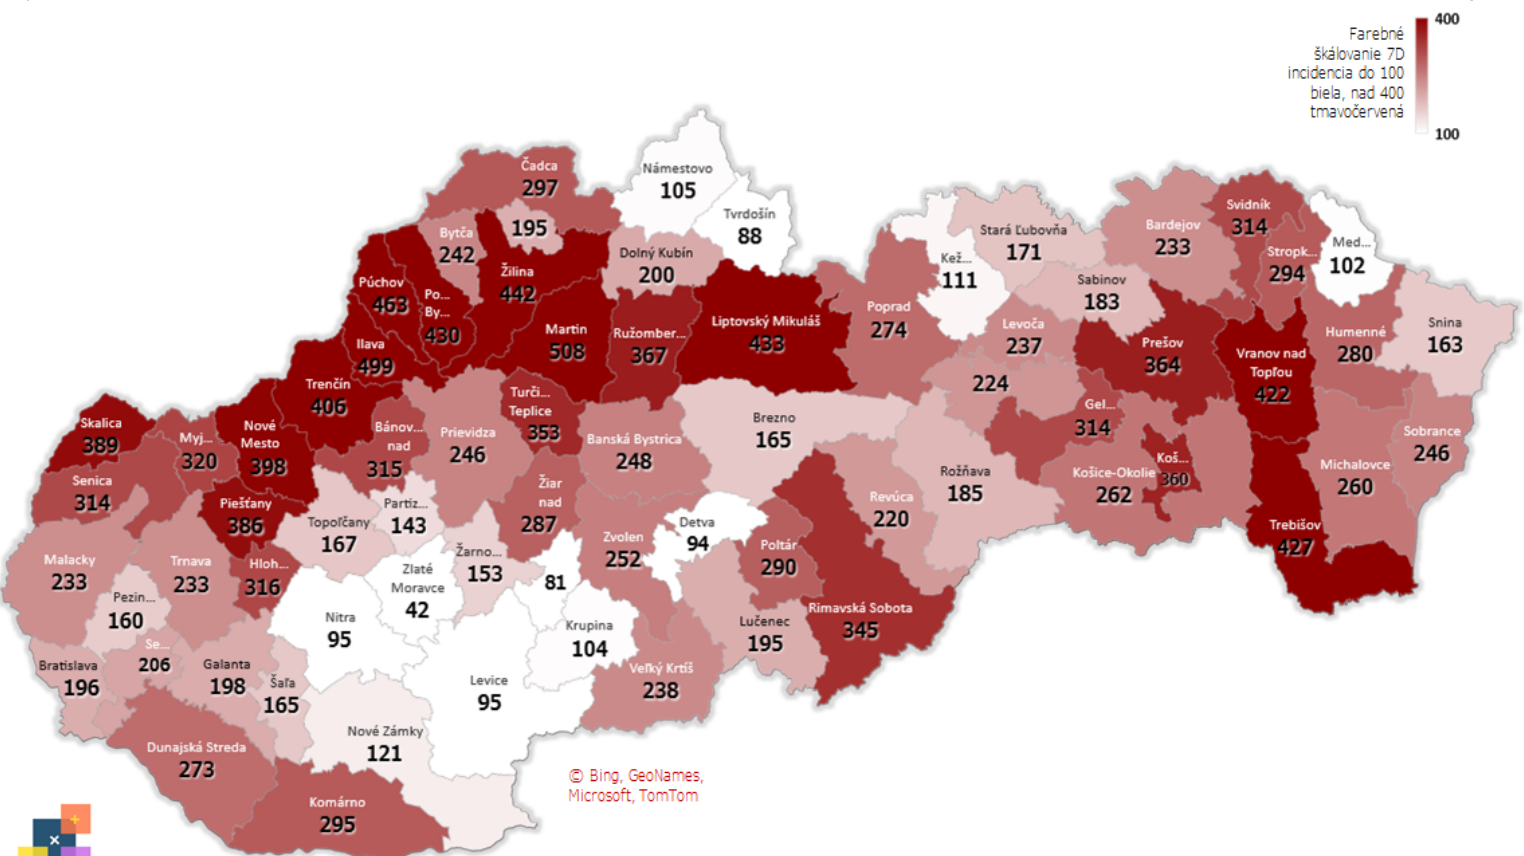 400
Farebné
škálovanie 7D
incidencia do 100
biela, nad 400
tmavočervená
100
Čadca
297
Námestovo
105
Tvrdošín
88
Bytča
242
195
Dolný Kubín
200
Žilina
442
Púchov
463
Po...
By...
430
Ilava
499
Martin
508
Ružomber...
367
Liptovský Mikuláš
433
Poprad
274
Kež...
111
Stará Ľubovňa
171
Sabinov
183
Bardejov
233
Svidník
314
Stropk...
294
Med...
102
Levoča
237
Prešov
364
Vranov nad
Topľou
422
Humenné
280
Snina
163
Trenčín
406
Skalica
389
Myj...
320
Nové
Mesto
398
Bánov...
nad
315
Prievidza
246
Turči...
Teplice
353
Banská Bystrica
248
Brezno
165
224
Gel...
314
Košice-Okolie
262
Koš...
360
Michalovce
260
Sobrance
246
Senica
314
Piešťany
386
Topoľčany
167
Partiz...
143
Žiar
nad
287
Zvolen
252
Detva
94
Poltár
290
Revúca
220
Rožňava
185
Trebišov
427
Malacky
233
Trnava
233
Hloh...
316
Zlaté
Moravce
42
Žarno...
153
81
Krupina
104
Lučenec
195
Rimavská Sobota
345
Pezin...
160
Nitra
95
Se...
206
Bratislava
196
Galanta
198
Šaľa
165
Levice
95
Veľký Krtíš
238
Nové Zámky
121
Dunajská Streda
273
Komárno
295
© Bing, GeoNames,
Microsoft, TomTom